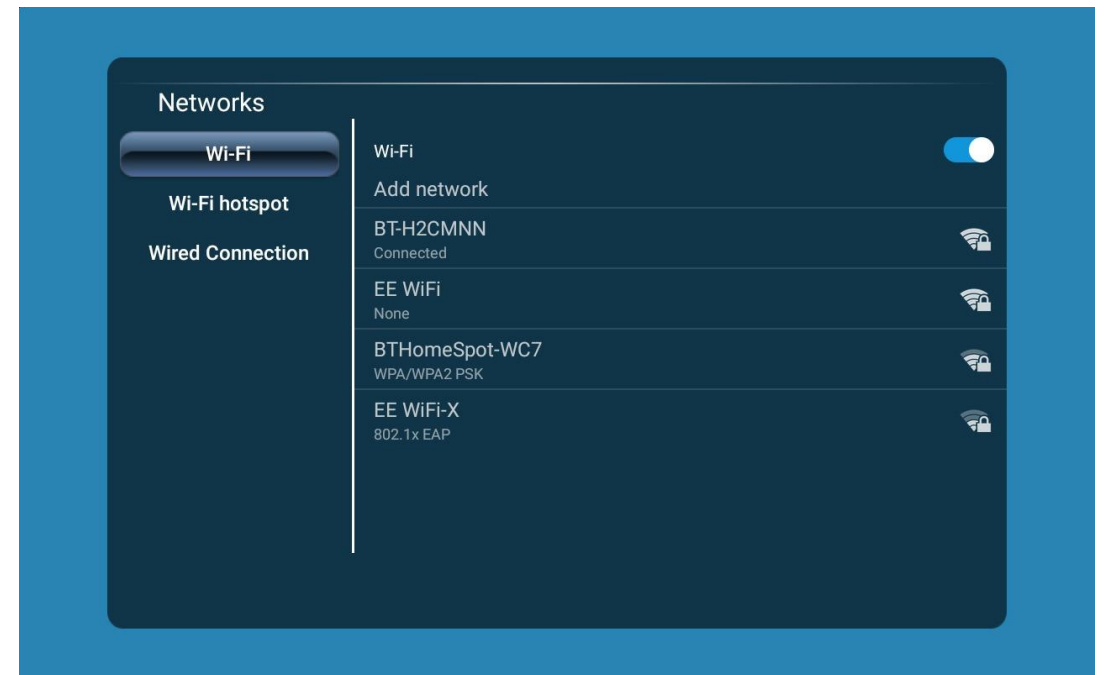 Networks
Wi-Fi
Wi-Fi hotspot
Wired Connection
Wi-Fi
Add network
BT-H2CMNN
Connected
EE WiFi
None
BTHomeSpot-WC7
WPA/WPA2 PSK
EE WiFi-X
802.1x EAP